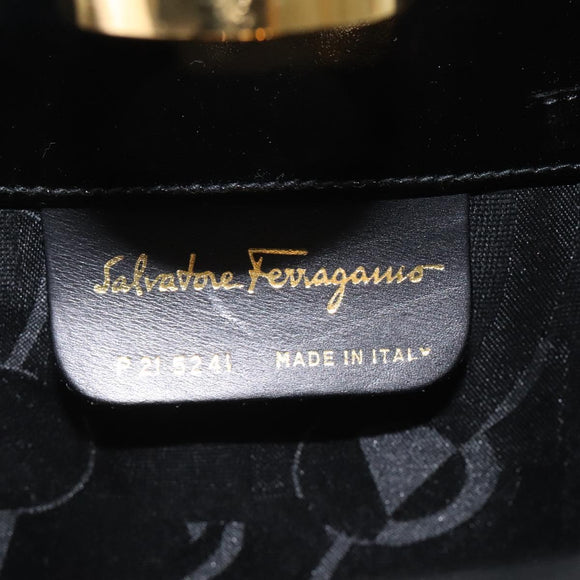 Salvatore Ferragamo
P 21 5241 MADE IN ITALY